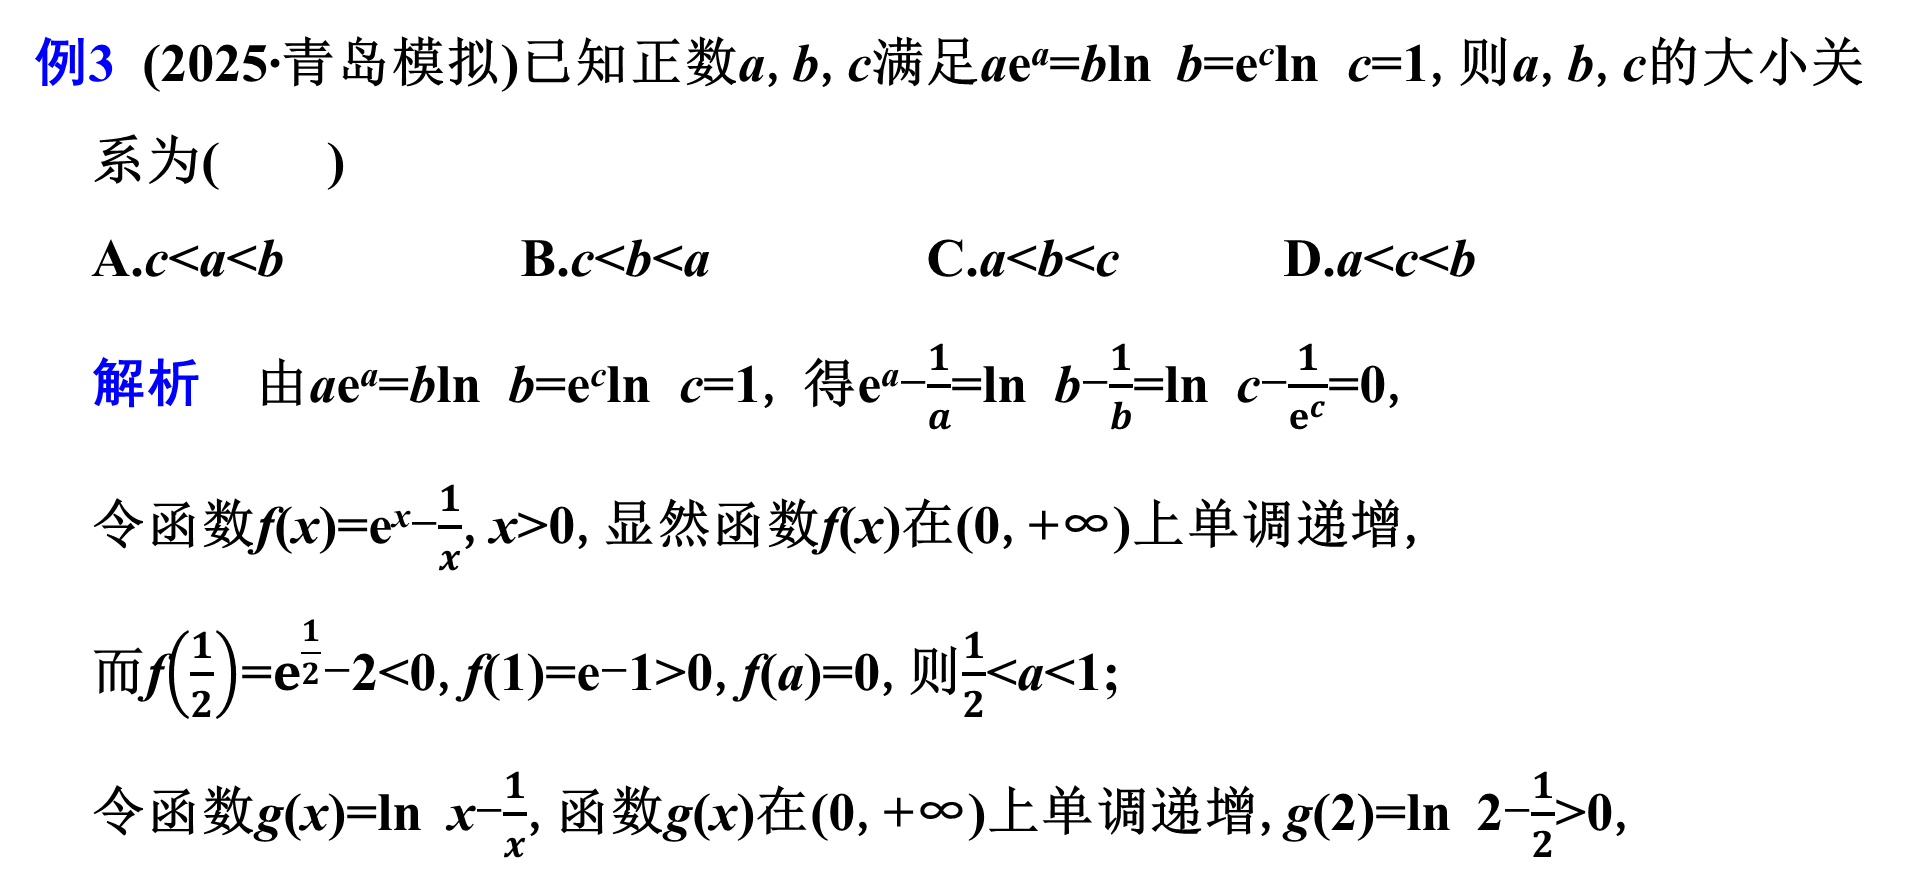 例3 (2025·青岛模拟)已知正数a, b, c满足ae^a=bln b=e^cln c=1, 则a, b, c的大小关
系为(  )
A.c<a<b B.c<b<a C.a<b<c D.a<c<b
解析 由ae^a=bln b=e^cln c=1, 得e^a−1/a=ln b−1/b=ln c−1/e^c=0,
令函数f(x)=e^x−1/x, x>0, 显然函数f(x)在(0, +∞)上单调递增,
而f(1/2)=e^(1/2)−2<0, f(1)=e−1>0, f(a)=0, 则1/2<a<1;
令函数g(x)=ln x−1/x, 函数g(x)在(0, +∞)上单调递增, g(2)=ln 2−1/2>0,